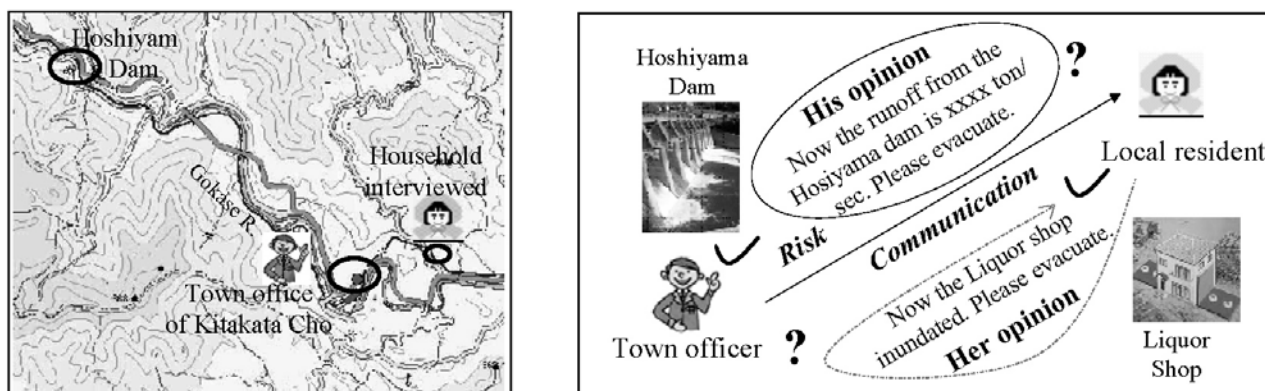 Hoshiyam
Dam
Household
interviewed
Gokase R.
Town office
of Kitakata Cho
Hoshiyama
Dam
His opinion
Now the runoff from the
Hosiyama dam is xxxx ton/
sec. Please evacuate.
?
Local resident
Risk Communication
Town officer
?
Now the Liquor shop
inundated. Please evacuate.
Her opinion
Liquor
Shop